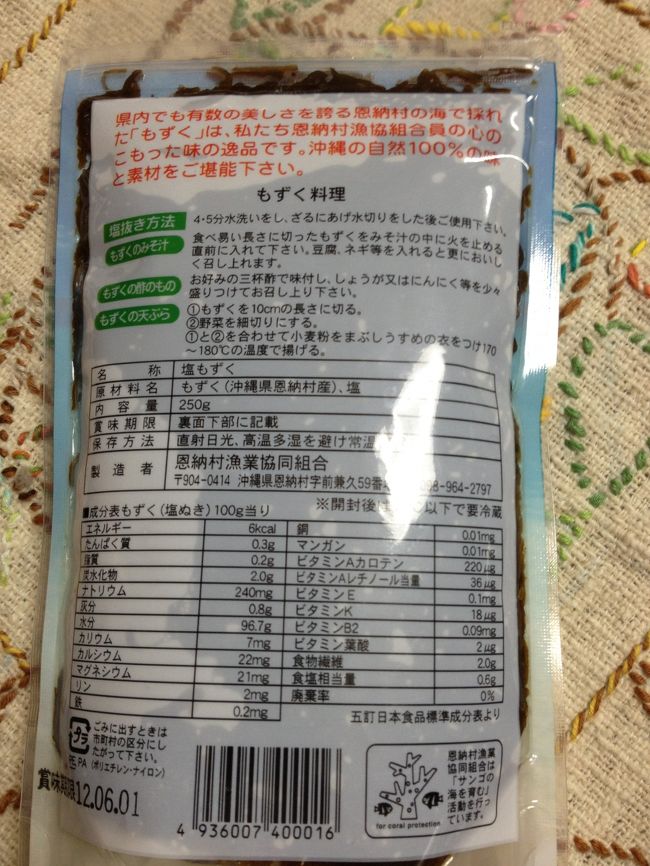 県内でも有数の美しさを誇る恩納村の海で採れ
た「もずく」は、私たち恩納村漁協組合員の心の
こもった味の逸品です。沖縄の自然100%の味
と素材をご堪能下さい。
もずく料理
塩抜き方法 4・5分水洗いをし、ざるにあげ水切りをした後ご使用下さい。
もずくのみそ汁 食べ易い長さに切ったもずくをみそ汁の中に火を止める
直前に入れて下さい。豆腐、ネギ等を入れると更においし
く召し上れます。
もずくの酢のもの お好みの三杯酢で味付し、しょうが又はにんにく等を少々
盛りつけてお召し上り下さい。
もずくの天ぷら ①もずくを10cmの長さに切る。
②野菜を細切りにする。
①と②を合わせて小麦粉をまぶしうすめの衣をつけ170
~180℃の温度で揚げる。
名称 塩もずく
原材料名 もずく(沖縄県恩納村産)、塩
内容量 250g
賞味期限 裏面下部に記載
保存方法 直射日光、高温多湿を避け常温
製造者 恩納村漁業協同組合
〒904-0414 沖縄県恩納村字前兼久59番 098-964-2797
※開封後は 以下で要冷蔵
■成分表もずく(塩ぬき)100g当り
エネルギー 6kcal 銅 0.01mg
たんぱく質 0.3g マンガン 0.01mg
脂質 0.2g ビタミンAカロテン 220μg
炭水化物 2.0g ビタミンAレチノール当量 36μg
ナトリウム 240mg ビタミンE 0.1mg
灰分 0.8g ビタミンK 18μg
水分 96.7g ビタミンB2 0.09mg
カリウム 7mg ビタミン葉酸 2μg
カルシウム 22mg 食物繊維 2.0g
マグネシウム 21mg 食塩相当量 0.6g
リン 2mg 廃棄率 0%
鉄 0.2mg
五訂日本食品標準成分表より
プラ
ごみに出すときは
市町村の区分にし
たがって下さい。
PE,PA (ポリエチレン・ナイロン)
賞味期限12.06.01
4 936007 400016
for coral protection
恩納村漁業
協同組合は
「サンゴの
海を育む」
活動を行っ
ています。